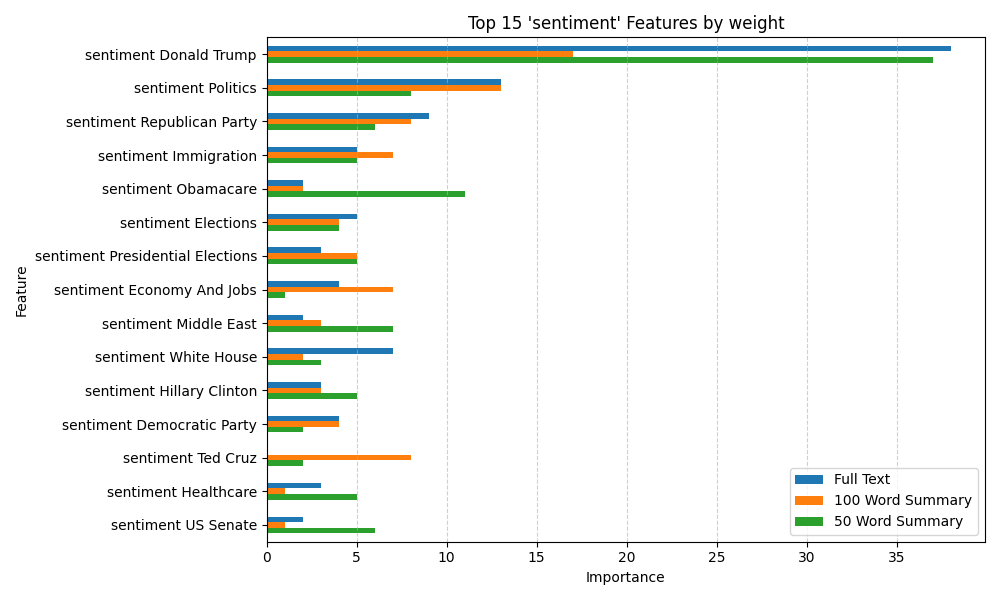 Top 15 'sentiment' Features by weight
Feature
sentiment Donald Trump
sentiment Politics
sentiment Republican Party
sentiment Immigration
sentiment Obamacare
sentiment Elections
sentiment Presidential Elections
sentiment Economy And Jobs
sentiment Middle East
sentiment White House
sentiment Hillary Clinton
sentiment Democratic Party
sentiment Ted Cruz
sentiment Healthcare
sentiment US Senate
Full Text
100 Word Summary
50 Word Summary
0 5 10 15 20 25 30 35
Importance